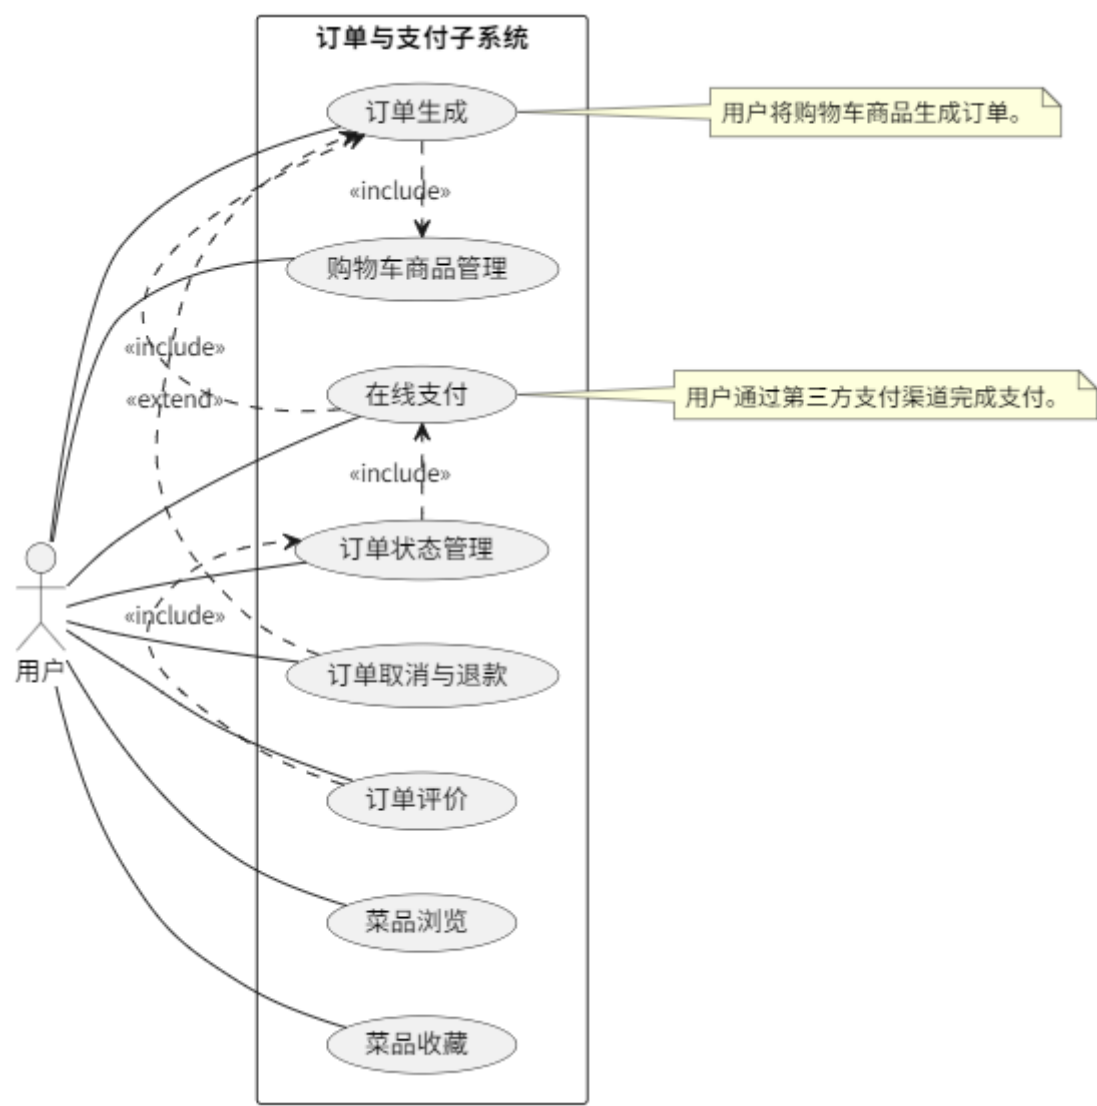 订单与支付子系统
订单生成
用户将购物车商品生成订单。
«include»
购物车商品管理
«include»
在线支付
用户通过第三方支付渠道完成支付。
«extend»
«include»
订单状态管理
«include»
用户
订单取消与退款
订单评价
菜品浏览
菜品收藏